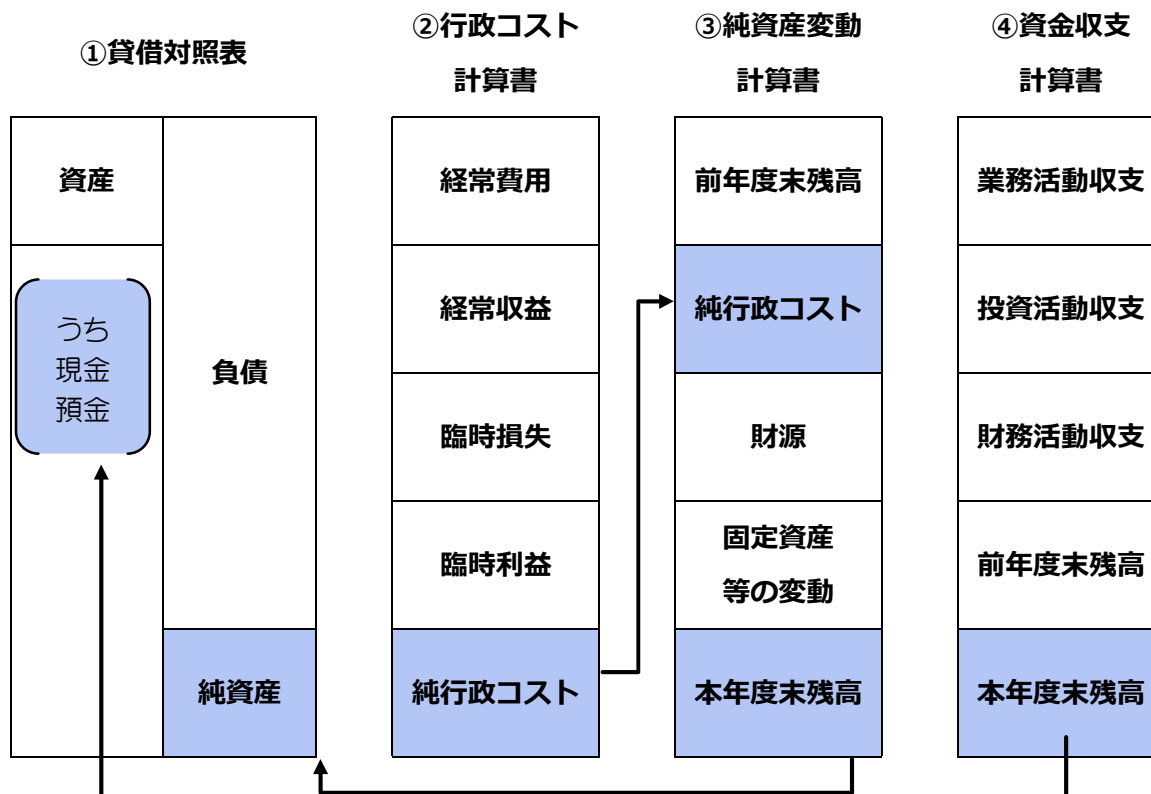 ①貸借対照表
②行政コスト
計算書
③純資産変動
計算書
④資金収支
計算書
資産
うち
現金
預金
負債
純資産
経常費用
経常収益
臨時損失
臨時利益
純行政コスト
前年度末残高
純行政コスト
財源
固定資産
等の変動
本年度末残高
業務活動収支
投資活動収支
財務活動収支
前年度末残高
本年度末残高